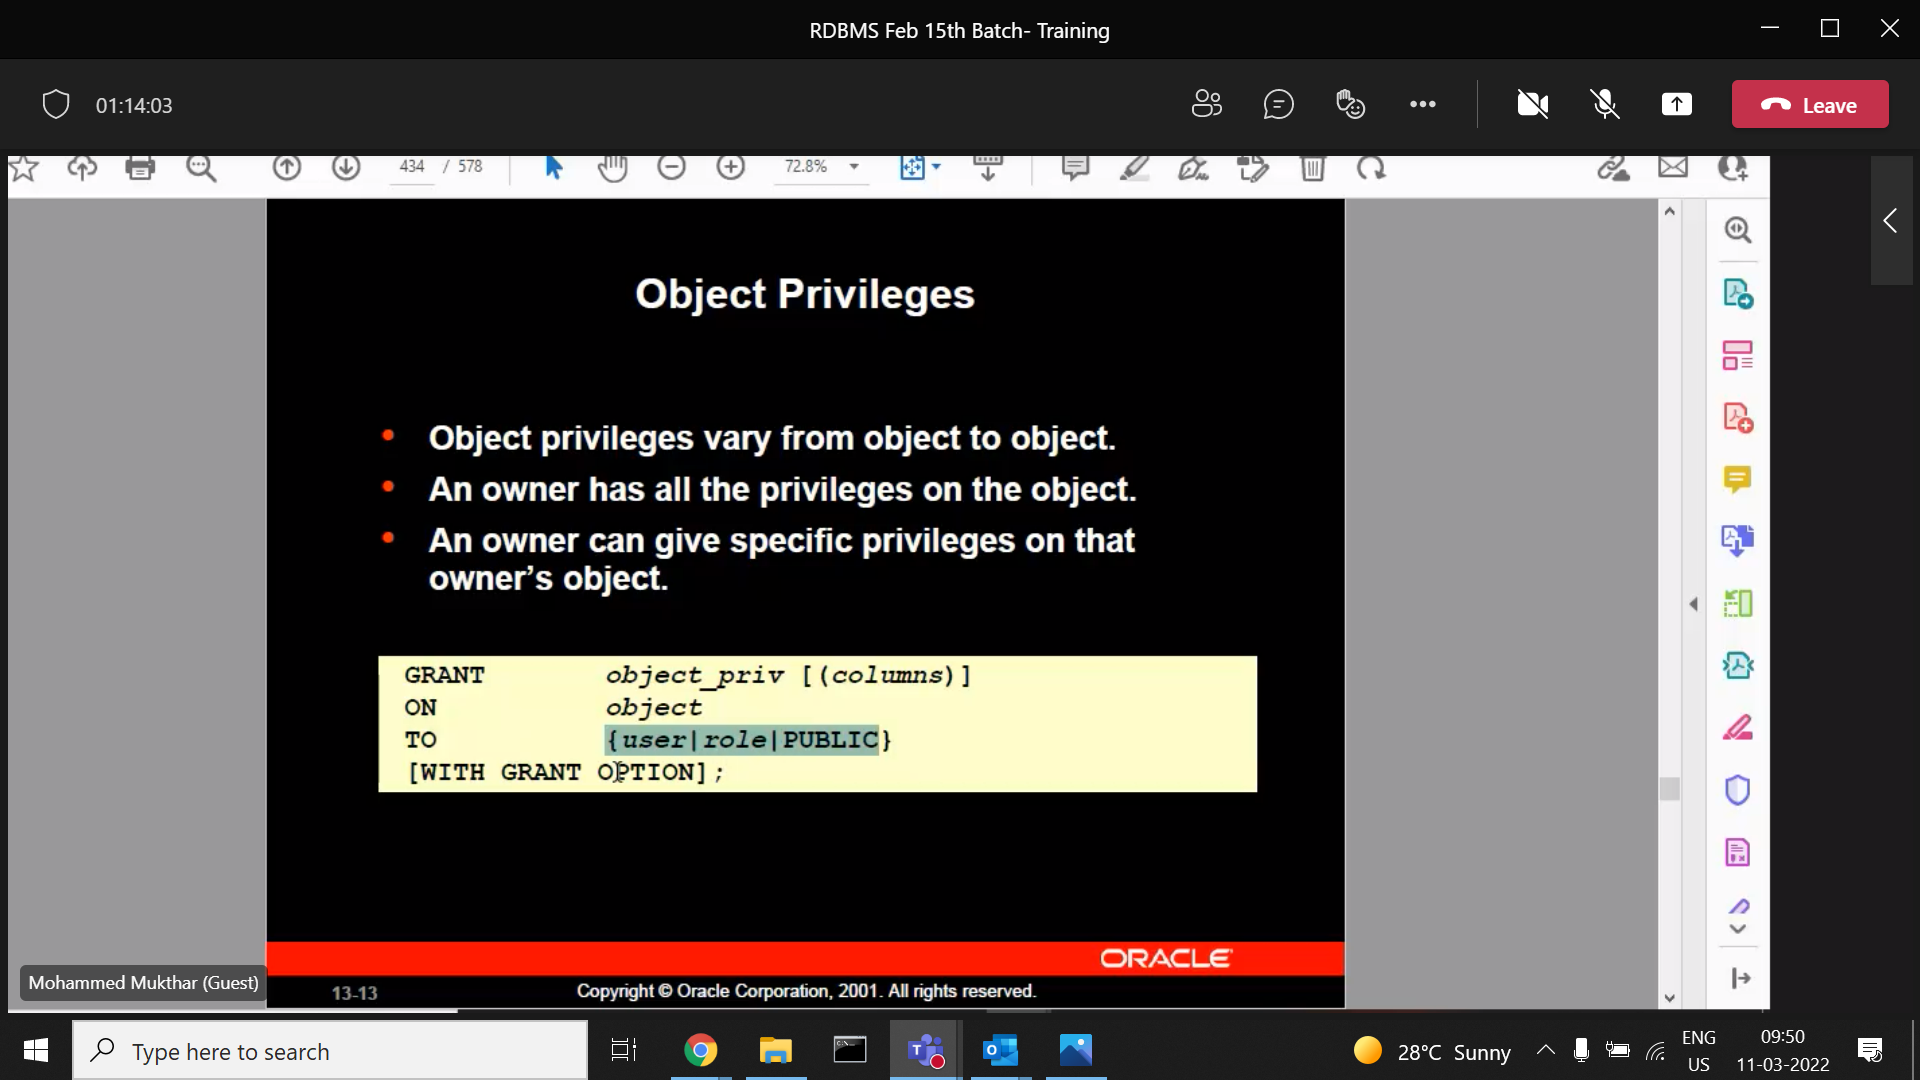 RDBMS Feb 15th Batch- Training
01:14:03
Leave
434 / 578
72.8%
Object Privileges
• Object privileges vary from object to object.
• An owner has all the privileges on the object.
• An owner can give specific privileges on that
owner’s object.
GRANT object_priv [(columns)]
ON object
TO {user|role|PUBLIC}
[WITH GRANT OPTION];
ORACLE
Mohammed Mukthar (Guest)
13-13
Copyright © Oracle Corporation, 2001. All rights reserved.
Type here to search
28°C Sunny
ENG
US
09:50
11-03-2022